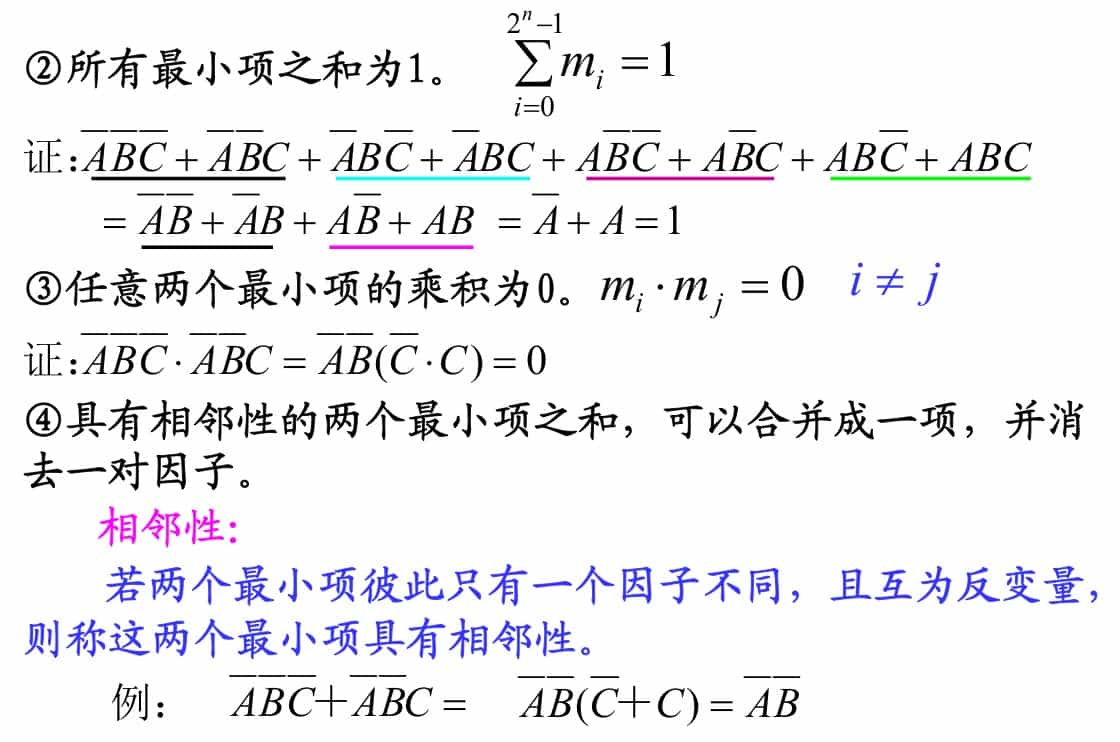 ②所有最小项之和为1。 $\sum_{i=0}^{2^n-1} m_i = 1$
证:$\overline{A}\,\overline{B}\,\overline{C} + \overline{A}\,\overline{B}C + \overline{A}B\overline{C} + \overline{A}BC + A\overline{B}\,\overline{C} + A\overline{B}C + AB\overline{C} + ABC$
$= \overline{A}\,\overline{B} + \overline{A}B + A\overline{B} + AB = \overline{A} + A = 1$
③任意两个最小项的乘积为0。$m_i \cdot m_j = 0$ $i \neq j$
证:$\overline{A}\,\overline{B}\,\overline{C} \cdot \overline{A}\,\overline{B}C = \overline{A}\,\overline{B}(\overline{C} \cdot C) = 0$
④具有相邻性的两个最小项之和，可以合并成一项，并消
去一对因子。
相邻性:
若两个最小项彼此只有一个因子不同，且互为反变量，
则称这两个最小项具有相邻性。
例: $\overline{A}\,\overline{B}\,\overline{C} + \overline{A}\,\overline{B}C = \overline{A}\,\overline{B}(\overline{C} + C) = \overline{A}\,\overline{B}$